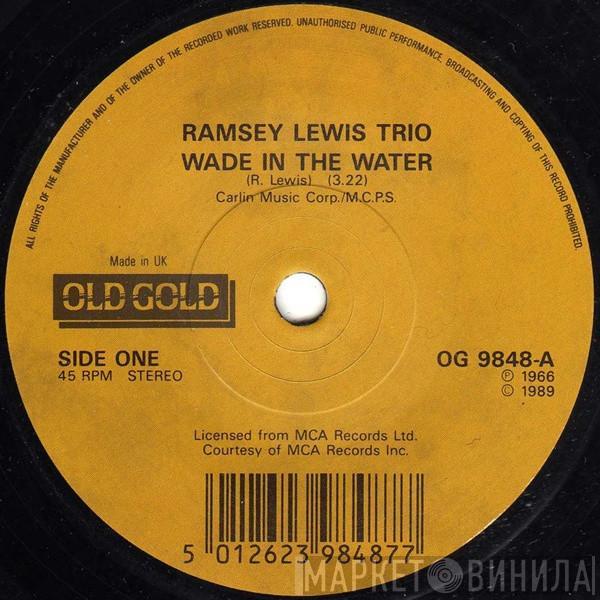 ALL RIGHTS OF THE MANUFACTURER AND OF THE OWNER OF THE RECORDED WORK RESERVED. UNAUTHORISED PUBLIC PERFORMANCE, BROADCASTING AND COPYING OF THIS RECORD PROHIBITED.
RAMSEY LEWIS TRIO
WADE IN THE WATER
(R. Lewis) (3.22)
Carlin Music Corp./M.C.P.S.
Made in UK
OLD GOLD
SIDE ONE
45 RPM STEREO
OG 9848-A
Ⓟ 1966
© 1989
Licensed from MCA Records Ltd.
Courtesy of MCA Records Inc.
5 012623 984877
МАРКЕТ ВИНИЛА